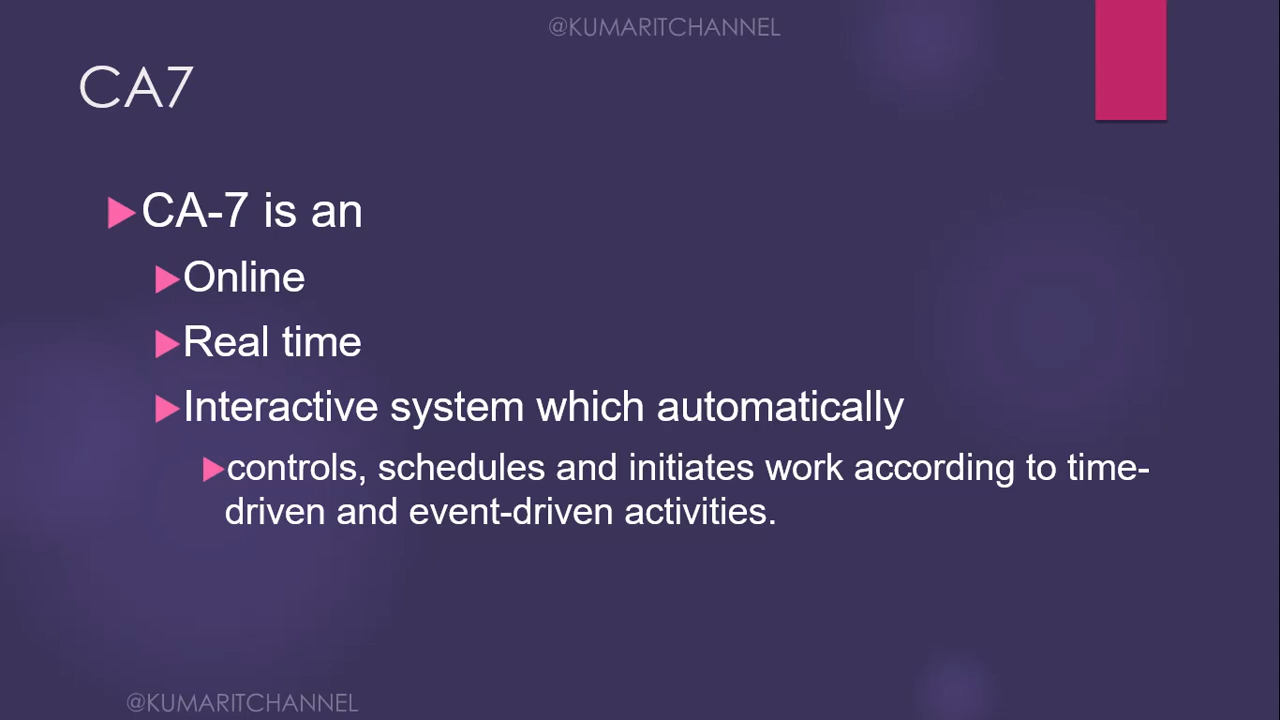 @KUMARITCHANNEL
CA7
CA-7 is an
Online
Real time
Interactive system which automatically
controls, schedules and initiates work according to time-
driven and event-driven activities.
@KUMARITCHANNEL